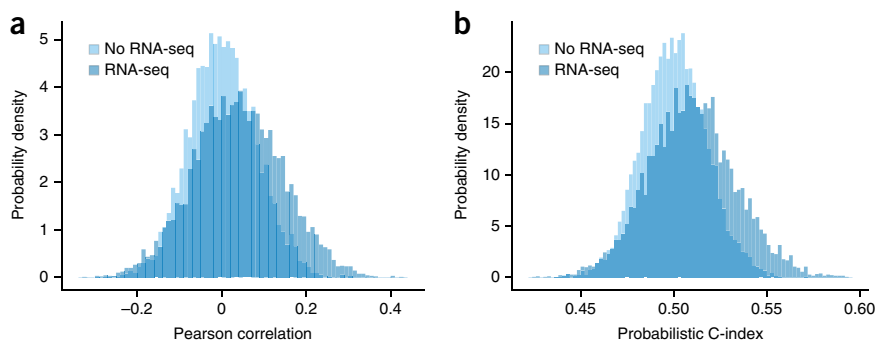 a
No RNA-seq
RNA-seq
Probability density
5
4
3
2
1
0
−0.2 0 0.2 0.4
Pearson correlation
b
No RNA-seq
RNA-seq
Probability density
20
15
10
5
0
0.45 0.50 0.55 0.60
Probabilistic C-index